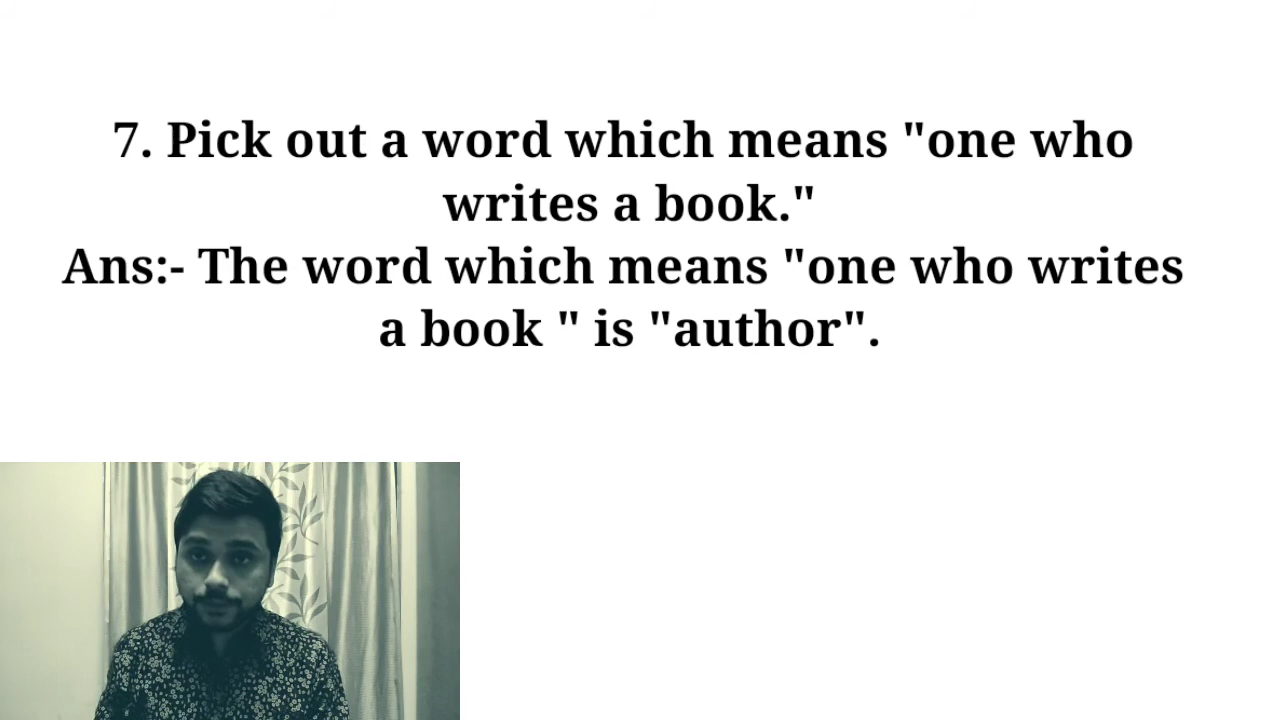 7. Pick out a word which means "one who
writes a book."
Ans:- The word which means "one who writes
a book " is "author".